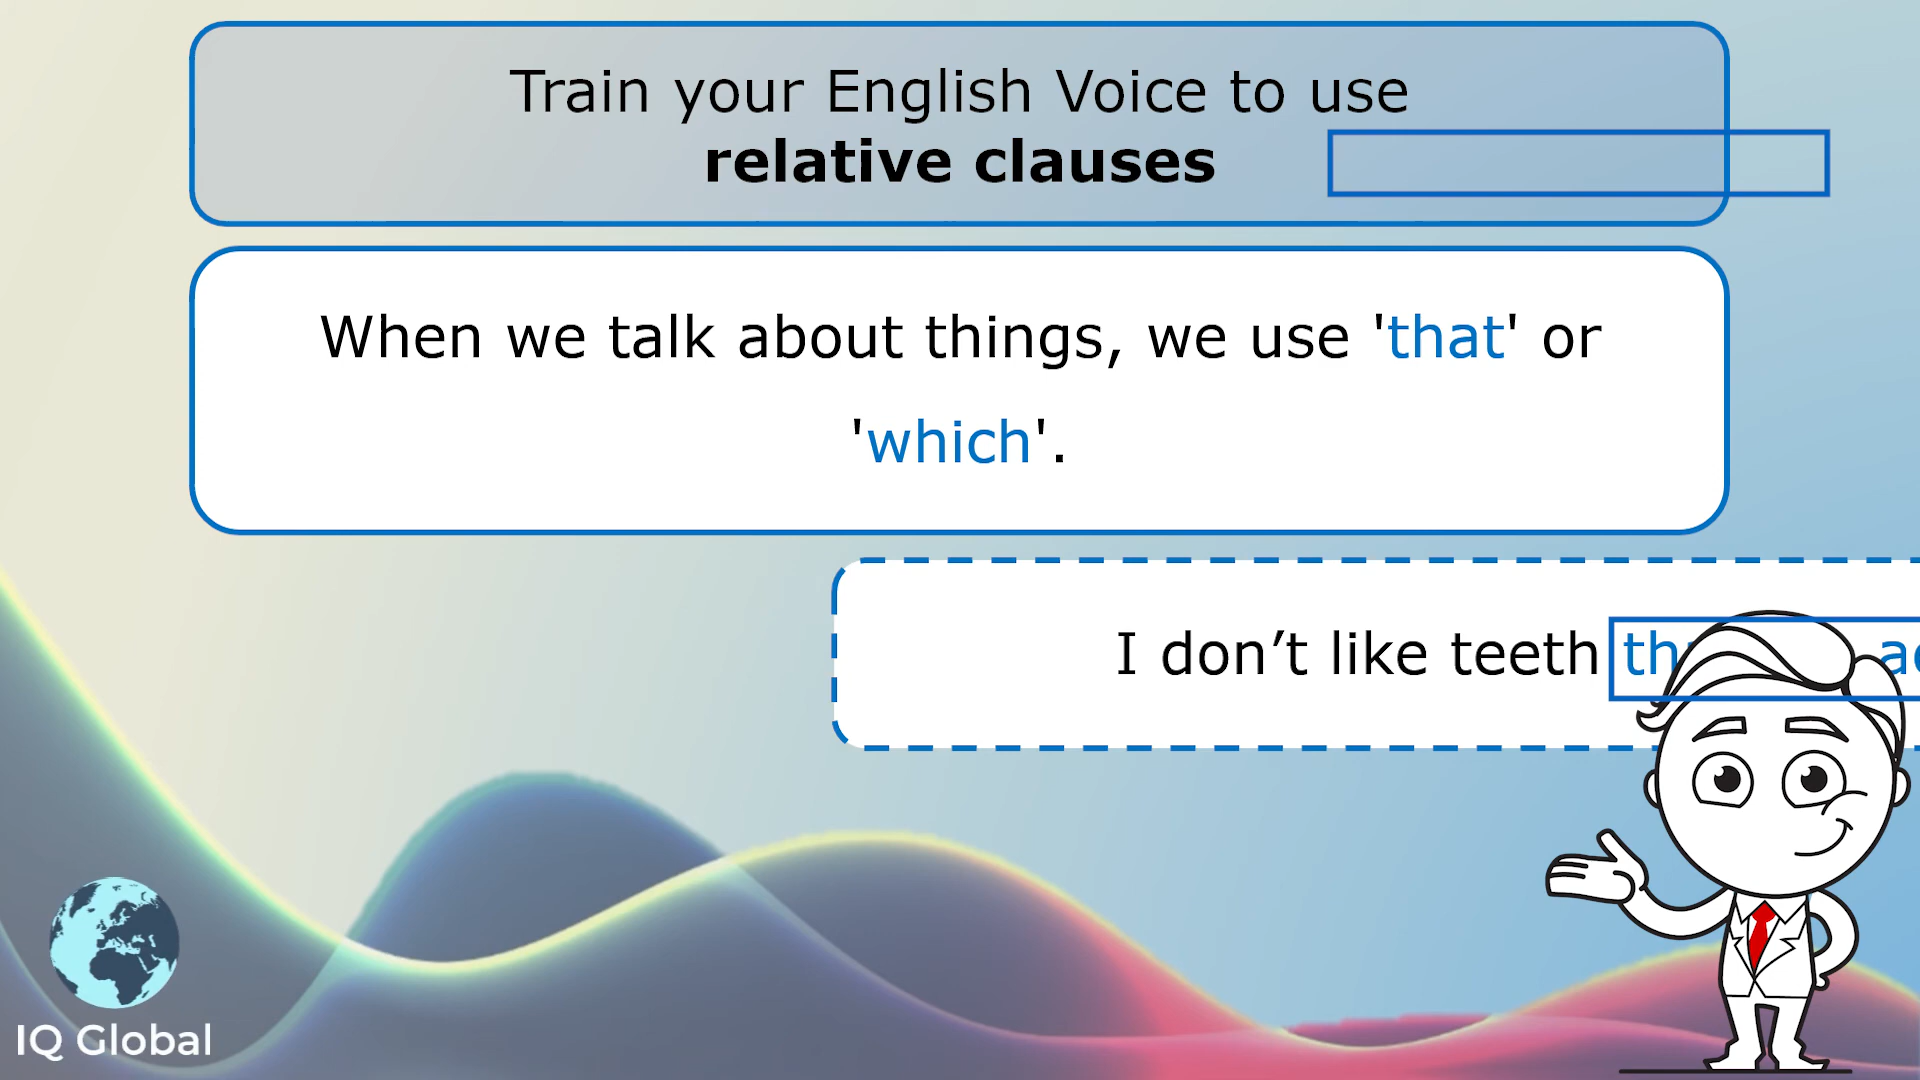 Train your English Voice to use
relative clauses
When we talk about things, we use 'that' or
'which'.
I don’t like teeth
IQ Global